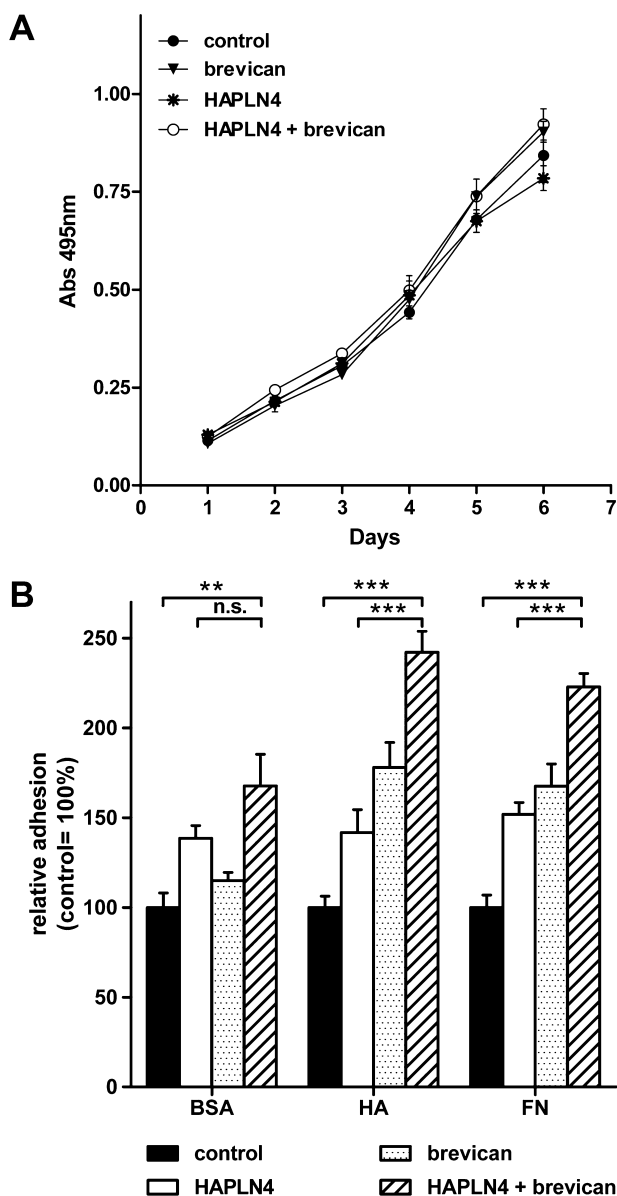 A
control
brevican
HAPLN4
HAPLN4 + brevican
1.00
0.75
0.50
0.25
0.00
Abs 495nm
0 1 2 3 4 5 6 7
Days
B
** *** ***
n.s. *** ***
250
200
150
100
50
0
relative adhesion
(control= 100%)
BSA HA FN
control brevican
HAPLN4 HAPLN4 + brevican